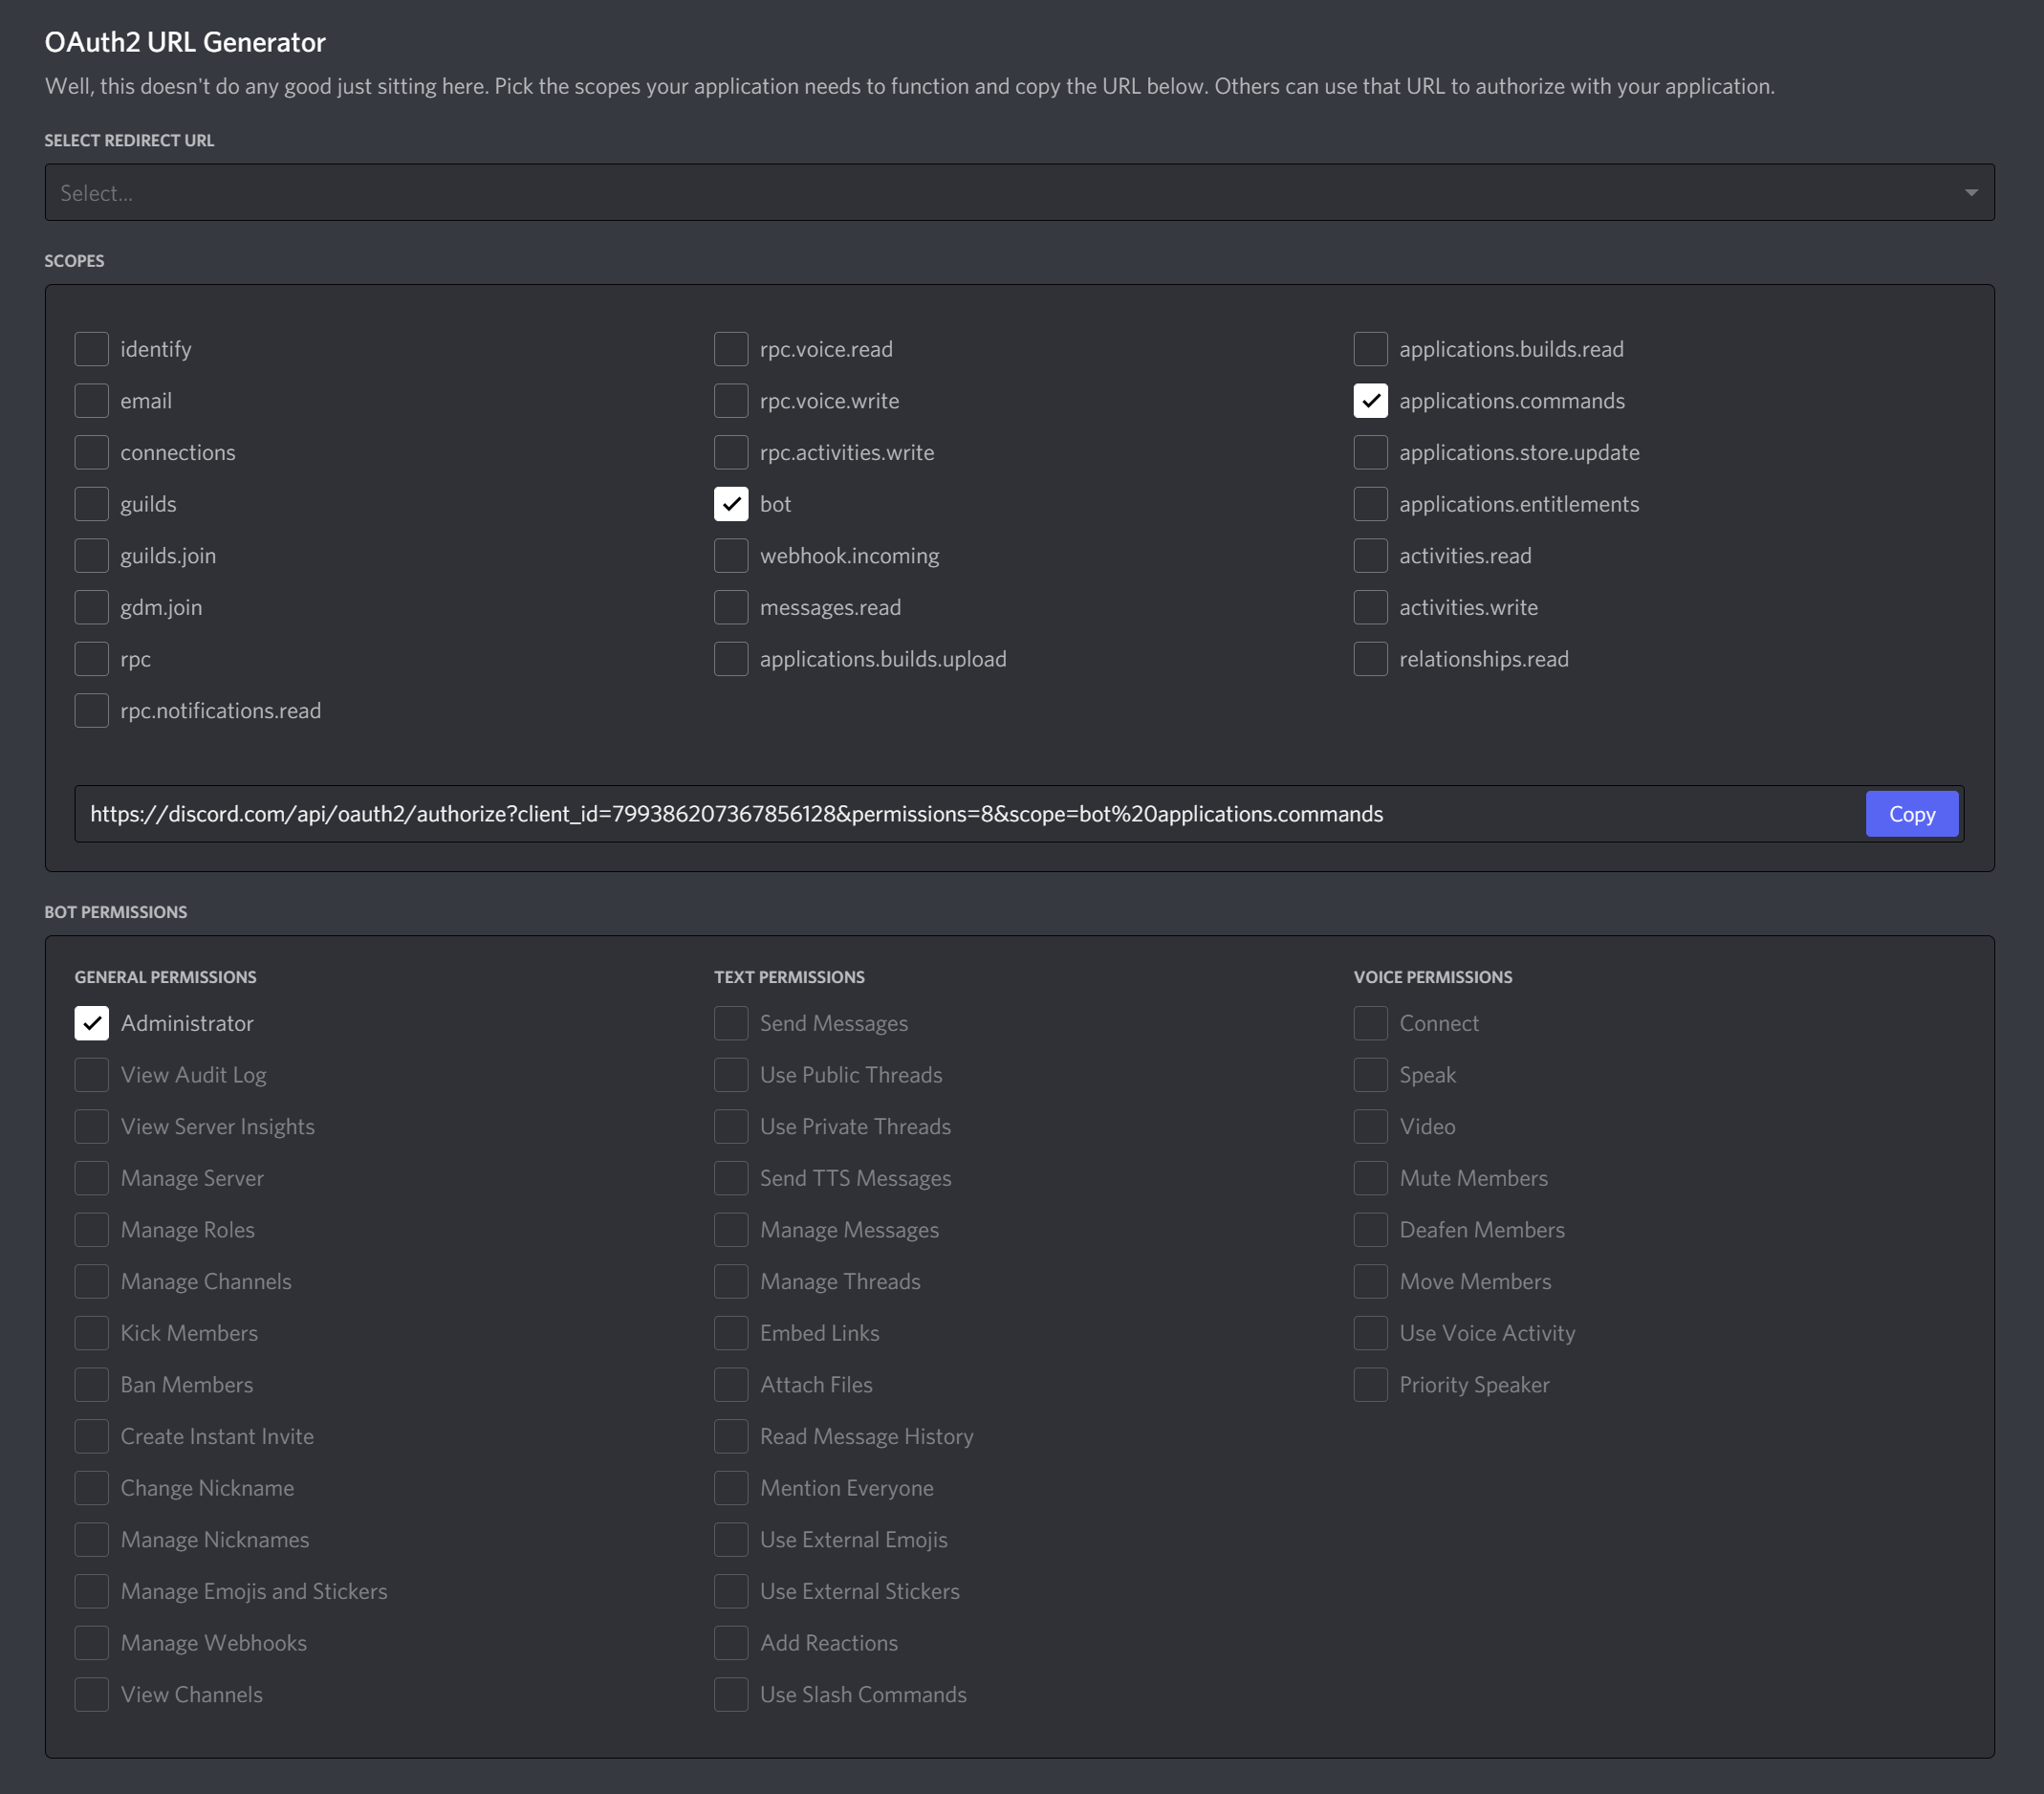 OAuth2 URL Generator
Well, this doesn't do any good just sitting here. Pick the scopes your application needs to function and copy the URL below. Others can use that URL to authorize with your application.
SELECT REDIRECT URL
Select...
SCOPES
identify
email
connections
guilds
guilds.join
gdm.join
rpc
rpc.notifications.read
rpc.voice.read
rpc.voice.write
rpc.activities.write
bot
webhook.incoming
messages.read
applications.builds.upload
applications.builds.read
applications.commands
applications.store.update
applications.entitlements
activities.read
activities.write
relationships.read
https://discord.com/api/oauth2/authorize?client_id=799386207367856128&permissions=8&scope=bot%20applications.commands
Copy
BOT PERMISSIONS
GENERAL PERMISSIONS
Administrator
View Audit Log
View Server Insights
Manage Server
Manage Roles
Manage Channels
Kick Members
Ban Members
Create Instant Invite
Change Nickname
Manage Nicknames
Manage Emojis and Stickers
Manage Webhooks
View Channels
TEXT PERMISSIONS
Send Messages
Use Public Threads
Use Private Threads
Send TTS Messages
Manage Messages
Manage Threads
Embed Links
Attach Files
Read Message History
Mention Everyone
Use External Emojis
Use External Stickers
Add Reactions
Use Slash Commands
VOICE PERMISSIONS
Connect
Speak
Video
Mute Members
Deafen Members
Move Members
Use Voice Activity
Priority Speaker